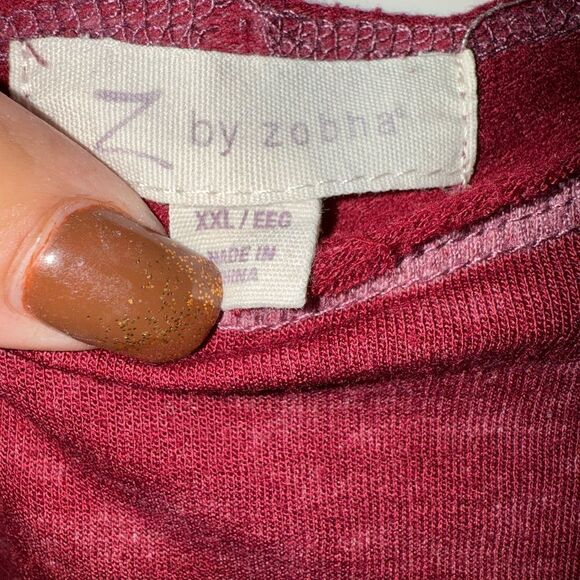 Z by zobha®
XXL / EEG
MADE IN
CHINA